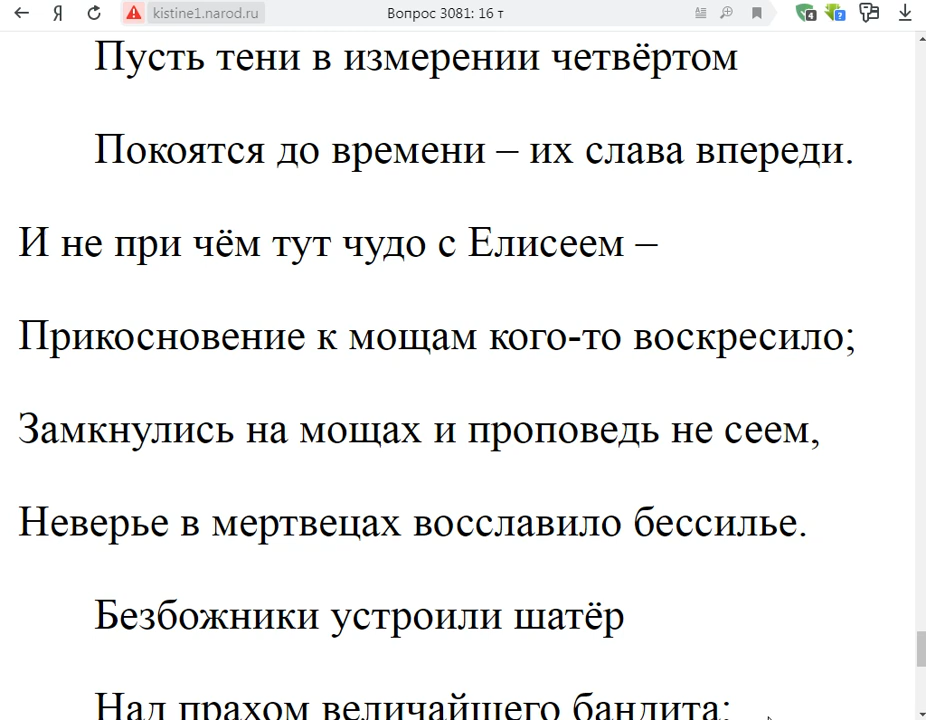 kistine1.narod.ru
Вопрос 3081: 16 т
Пусть тени в измерении четвёртом
Покоятся до времени – их слава впереди.
И не при чём тут чудо с Елисеем –
Прикосновение к мощам кого-то воскресило;
Замкнулись на мощах и проповедь не сеем,
Неверье в мертвецах восславило бессилье.
Безбожники устроили шатёр
Над прахом величайшего бандита;